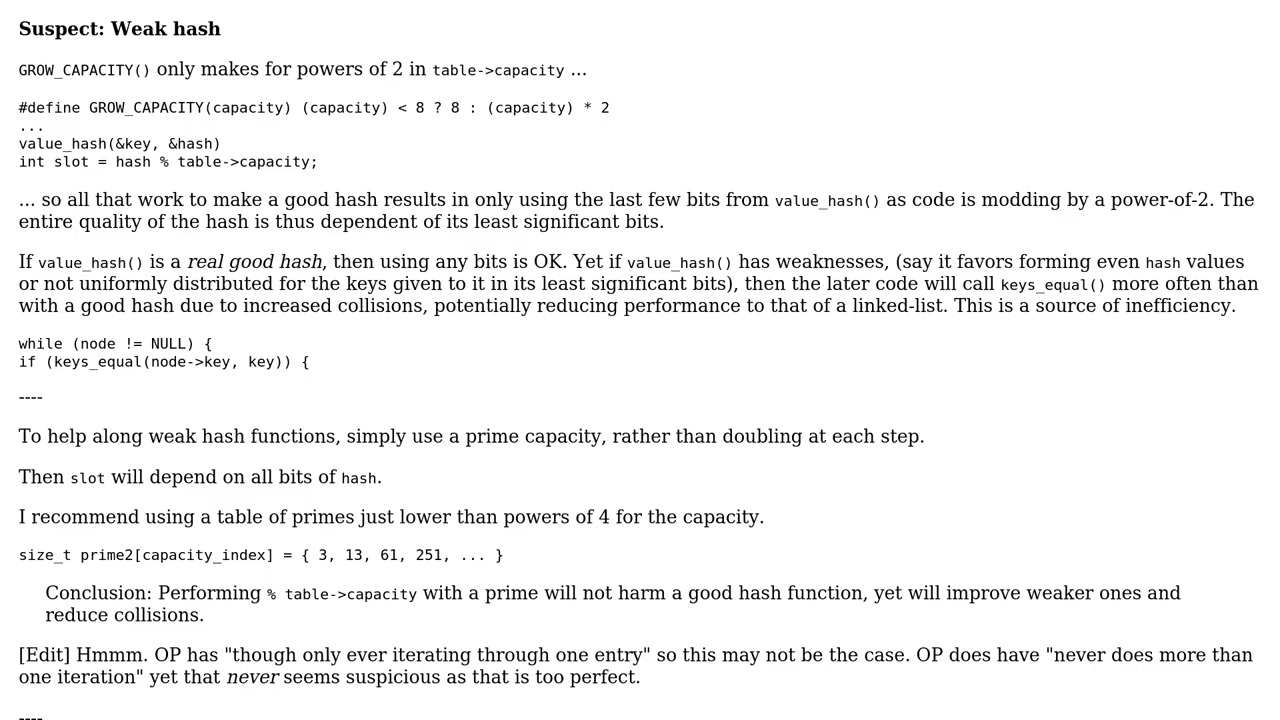 Suspect: Weak hash
GROW_CAPACITY() only makes for powers of 2 in table->capacity ...
#define GROW_CAPACITY(capacity) (capacity) < 8 ? 8 : (capacity) * 2
...
value_hash(&key, &hash)
int slot = hash % table->capacity;
... so all that work to make a good hash results in only using the last few bits from value_hash() as code is modding by a power-of-2. The
entire quality of the hash is thus dependent of its least significant bits.
If value_hash() is a real good hash, then using any bits is OK. Yet if value_hash() has weaknesses, (say it favors forming even hash values
or not uniformly distributed for the keys given to it in its least significant bits), then the later code will call keys_equal() more often than
with a good hash due to increased collisions, potentially reducing performance to that of a linked-list. This is a source of inefficiency.
while (node != NULL) {
if (keys_equal(node->key, key)) {
----
To help along weak hash functions, simply use a prime capacity, rather than doubling at each step.
Then slot will depend on all bits of hash.
I recommend using a table of primes just lower than powers of 4 for the capacity.
size_t prime2[capacity_index] = { 3, 13, 61, 251, ... }
Conclusion: Performing % table->capacity with a prime will not harm a good hash function, yet will improve weaker ones and
reduce collisions.
[Edit] Hmmm. OP has "though only ever iterating through one entry" so this may not be the case. OP does have "never does more than
one iteration" yet that never seems suspicious as that is too perfect.
----